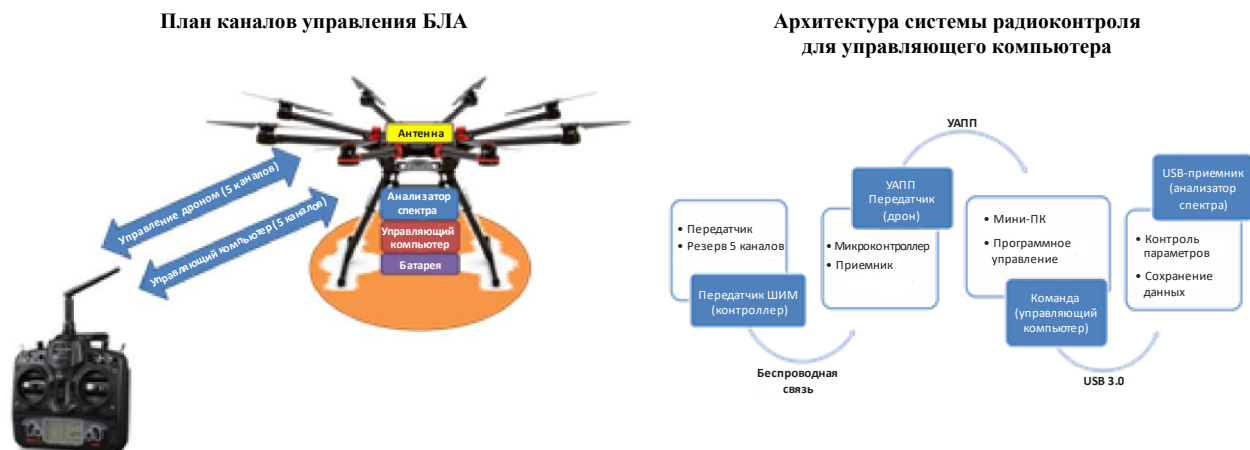 План каналов управления БЛА
Антенна
Анализатор
спектра
Управляющий
компьютер
Батарея
Управление дроном (5 каналов)
Управляющий компьютер (5 каналов)
Архитектура системы радиоконтроля
для управляющего компьютера
• Передатчик
• Резерв 5 каналов
Передатчик ШИМ
(контроллер)
Беспроводная
связь
УАПП
Передатчик
(дрон)
• Микроконтроллер
• Приемник
УАПП
• Мини-ПК
• Программное
управление
Команда
(управляющий
компьютер)
USB 3.0
USB-приемник
(анализатор
спектра)
• Контроль
параметров
• Сохранение
данных